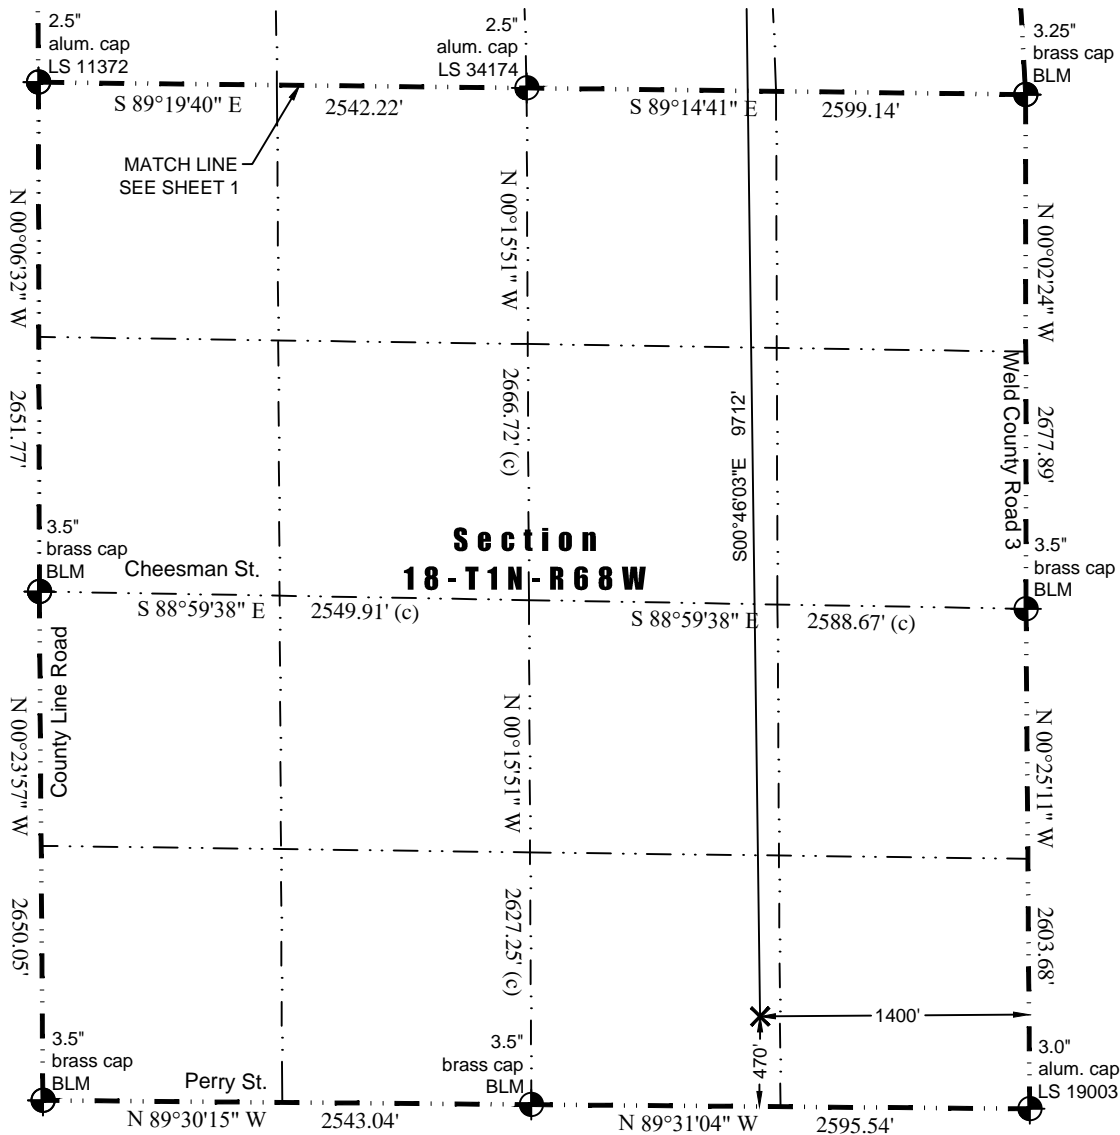 2.5"
alum. cap
LS 11372
2.5"
alum. cap
LS 34174
3.25"
brass cap
BLM
S 89°19'40" E
2542.22'
S 89°14'41" E
2599.14'
MATCH LINE
SEE SHEET 1
N 00°06'32" W
2651.77'
N 00°15'51" W
2666.72' (c)
S00°46'03"E 9712'
N 00°02'24" W
2677.89'
Weld County Road 3
Section
18-T1N-R68W
3.5"
brass cap
BLM
Cheesman St.
3.5"
brass cap
BLM
S 88°59'38" E
2549.91' (c)
S 88°59'38" E
2588.67' (c)
County Line Road
N 00°23'57" W
2650.05'
N 00°15'51" W
2627.25' (c)
N 00°25'11" W
2603.68'
1400'
470'
3.5"
brass cap
BLM
Perry St.
3.5"
brass cap
BLM
3.0"
alum. cap
LS 19003
N 89°30'15" W
2543.04'
N 89°31'04" W
2595.54'